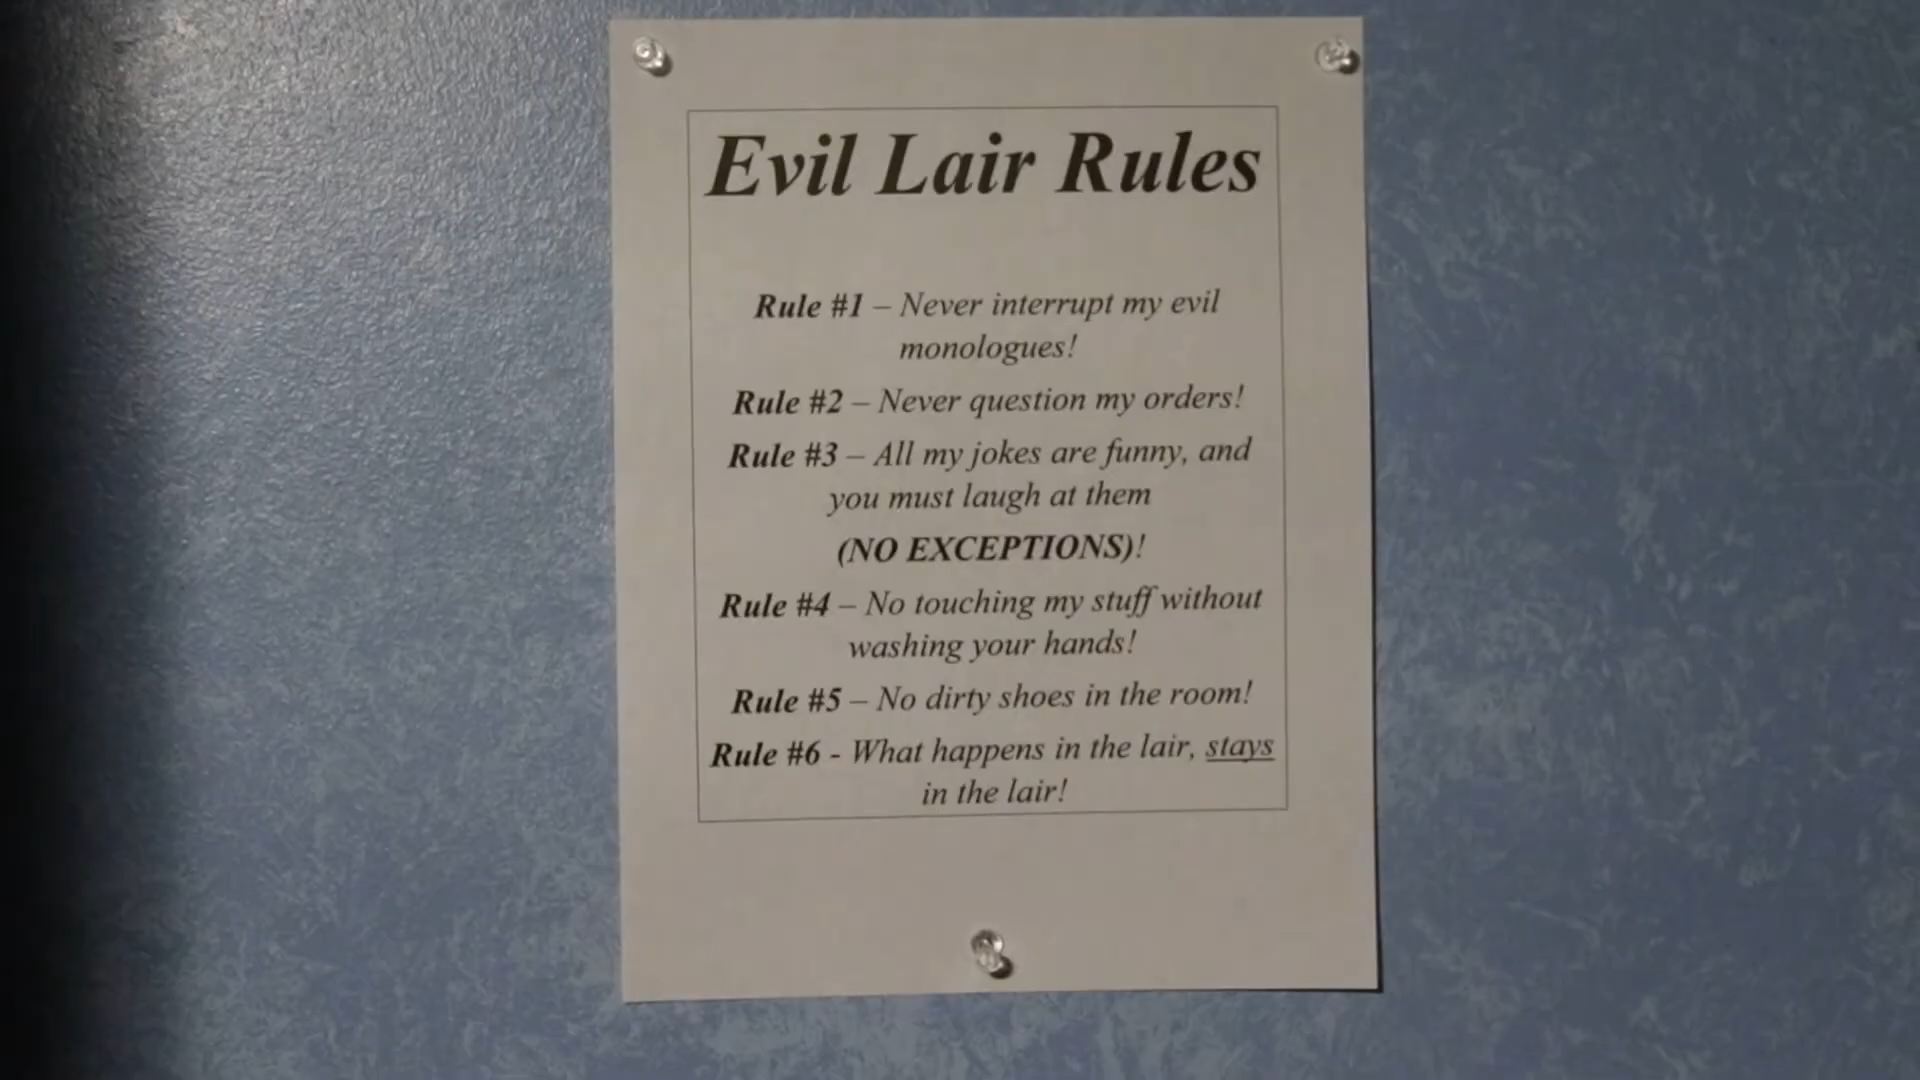 Evil Lair Rules
Rule #1 – Never interrupt my evil
monologues!
Rule #2 – Never question my orders!
Rule #3 – All my jokes are funny, and
you must laugh at them
(NO EXCEPTIONS)!
Rule #4 – No touching my stuff without
washing your hands!
Rule #5 – No dirty shoes in the room!
Rule #6 - What happens in the lair, stays
in the lair!